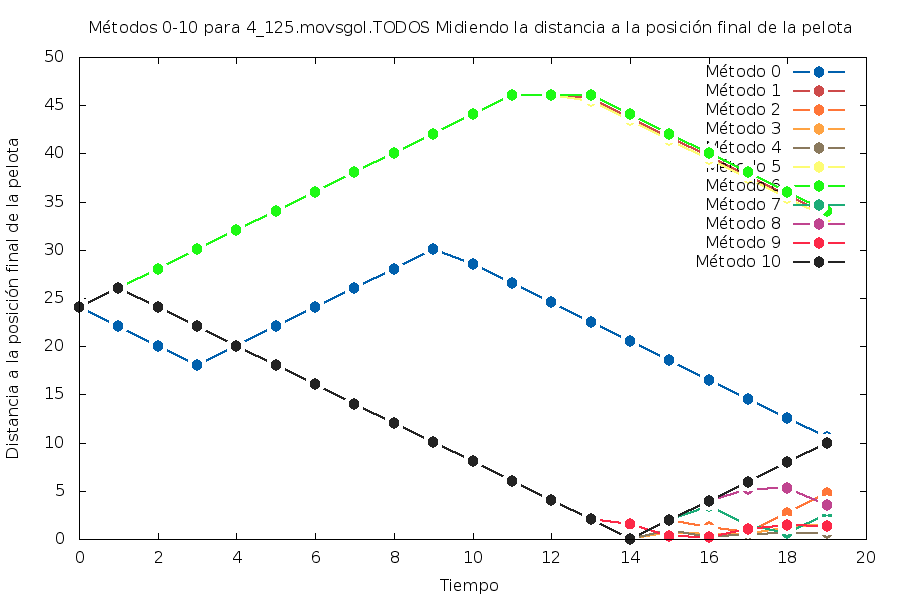 Métodos 0-10 para 4_125.movsgol.TODOS Midiendo la distancia a la posición final de la pelota
Distancia a la posición final de la pelota
50
45
40
35
30
25
20
15
10
5
0
Método 0
Método 1
Método 2
Método 3
Método 4
Método 5
Método 6
Método 7
Método 8
Método 9
Método 10
0 2 4 6 8 10 12 14 16 18 20
Tiempo